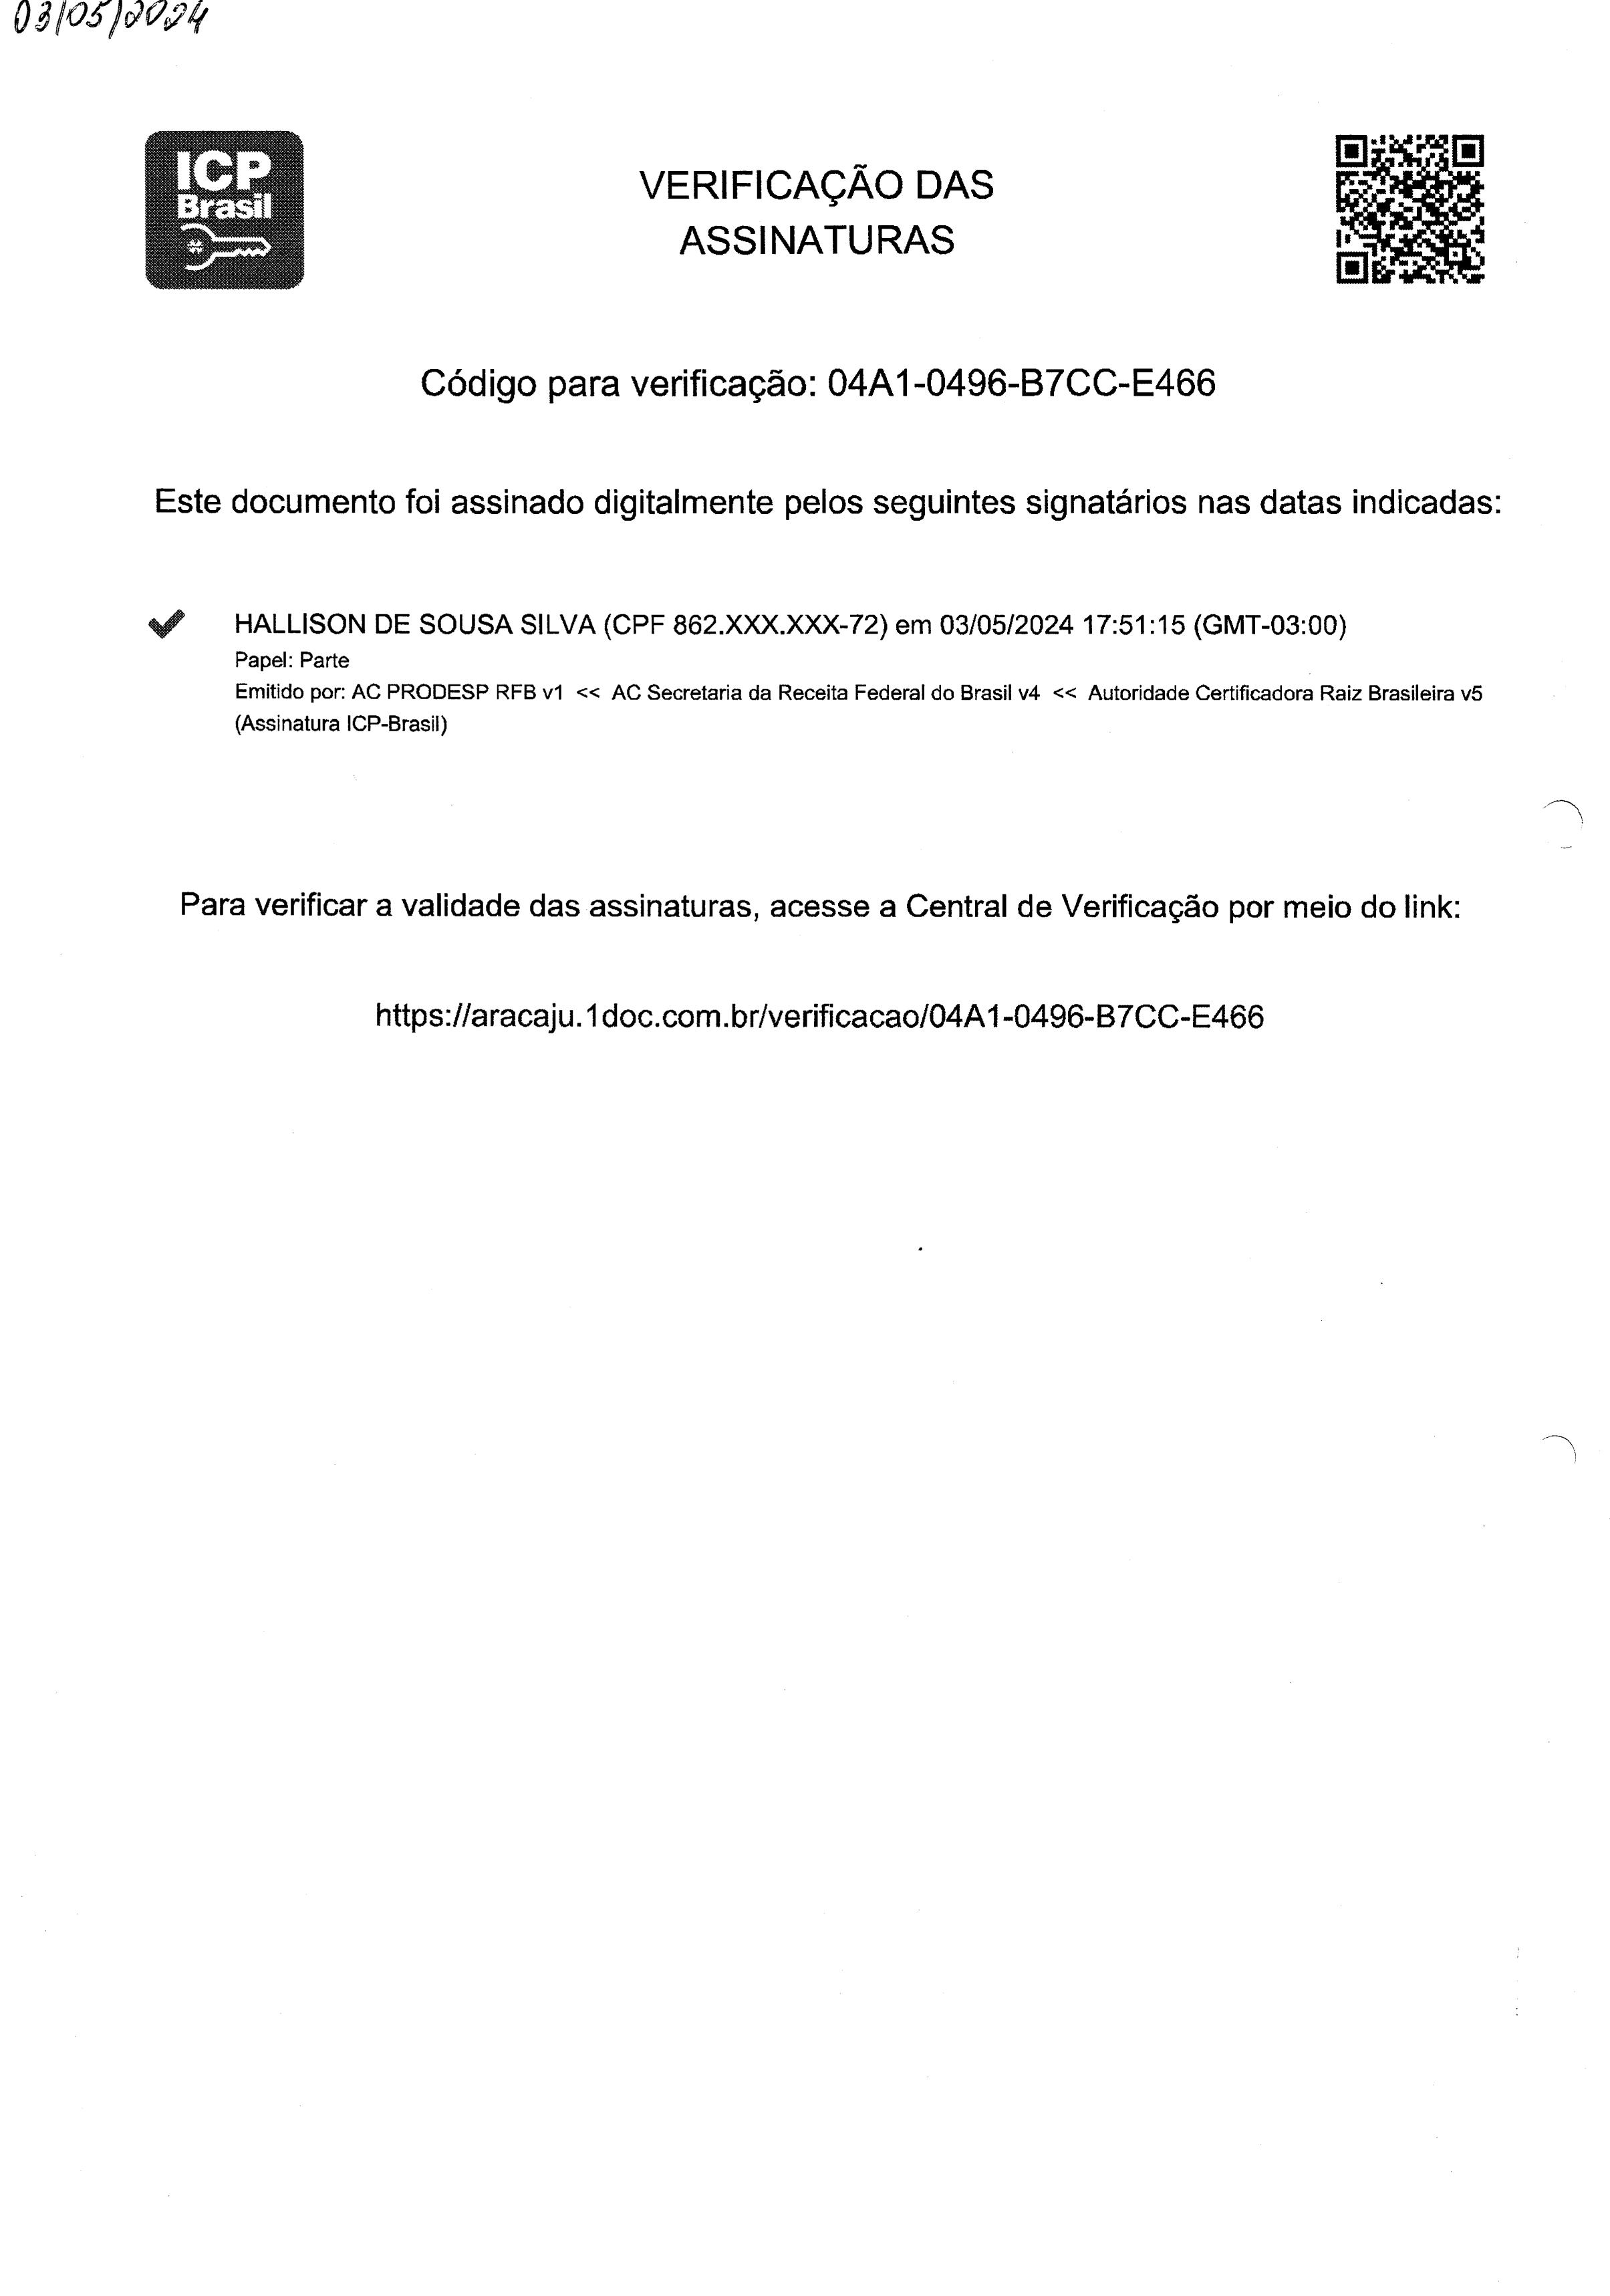 03/05/2024
ICP
Brasil
VERIFICAÇÃO DAS
ASSINATURAS
Código para verificação: 04A1-0496-B7CC-E466
Este documento foi assinado digitalmente pelos seguintes signatários nas datas indicadas:
HALLISON DE SOUSA SILVA (CPF 862.XXX.XXX-72) em 03/05/2024 17:51:15 (GMT-03:00)
Papel: Parte
Emitido por: AC PRODESP RFB v1 << AC Secretaria da Receita Federal do Brasil v4 << Autoridade Certificadora Raiz Brasileira v5
(Assinatura ICP-Brasil)
Para verificar a validade das assinaturas, acesse a Central de Verificação por meio do link:
https://aracaju.1doc.com.br/verificacao/04A1-0496-B7CC-E466